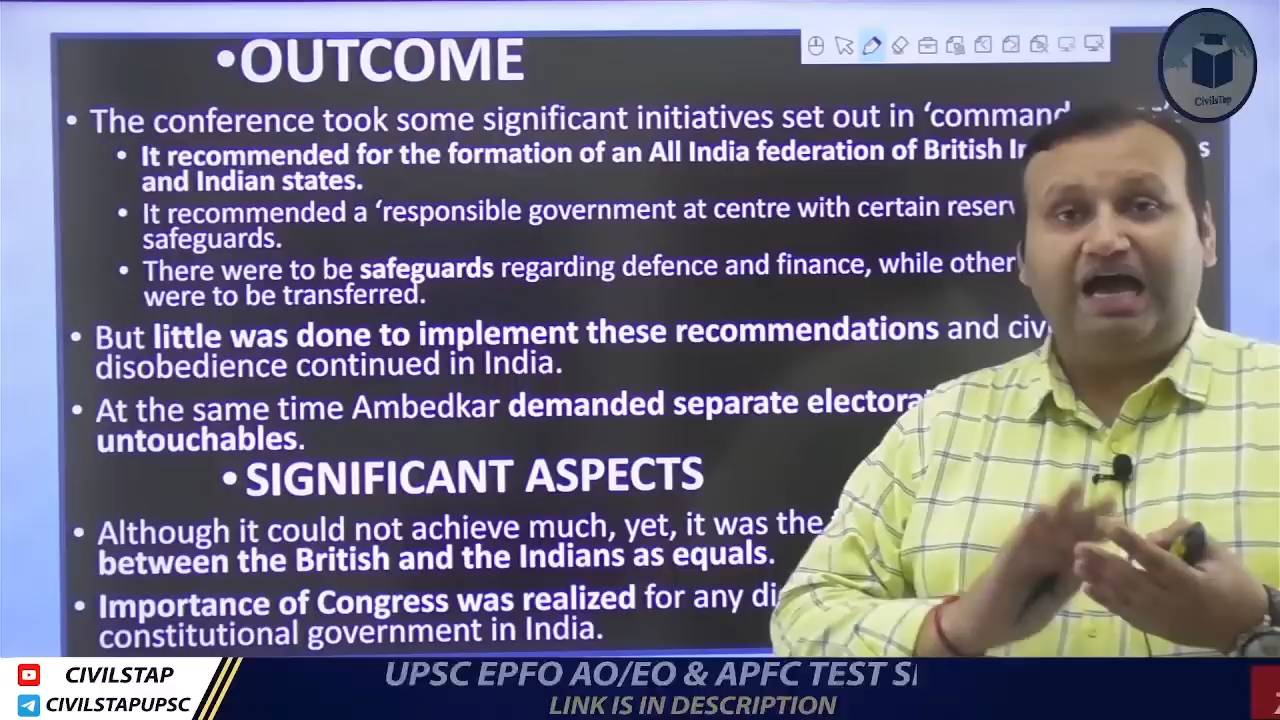 •OUTCOME
• The conference took some significant initiatives set out in ‘command
• It recommended for the formation of an All India federation of British
and Indian states.
• It recommended a ‘responsible government at centre with certain
safeguards.
• There were to be safeguards regarding defence and finance, while other
were to be transferred.
• But little was done to implement these recommendations and
disobedience continued in India.
• At the same time Ambedkar demanded separate
untouchables.
•SIGNIFICANT ASPECTS
• Although it could not achieve much, yet, it was the
between the British and the Indians as equals.
• Importance of Congress was realized for any
constitutional government in India.
CivilsTap
CIVILSTAP
CIVILSTAPUPSC
UPSC EPFO AO/EO & APFC TEST
LINK IS IN DESCRIPTION